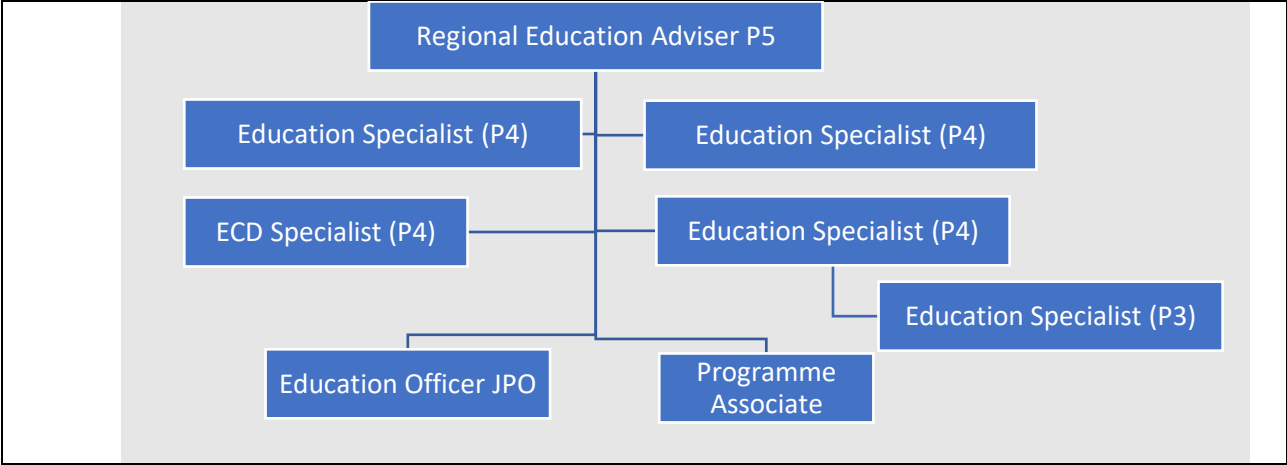 Regional Education Adviser P5
Education Specialist (P4)
Education Specialist (P4)
ECD Specialist (P4)
Education Specialist (P4)
Education Specialist (P3)
Education Officer JPO
Programme
Associate